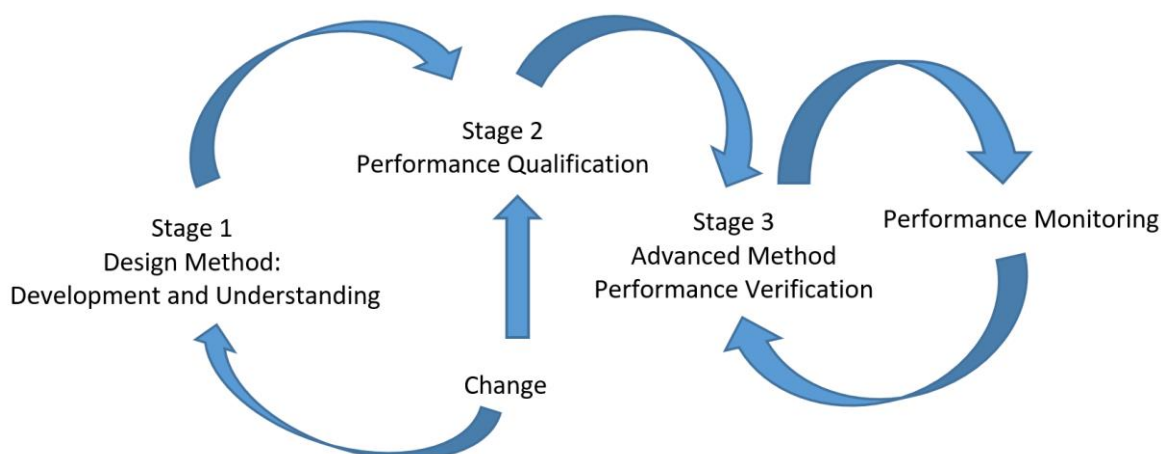 Stage 2
Performance Qualification
Stage 1
Design Method:
Development and Understanding
Stage 3
Advanced Method
Performance Verification
Performance Monitoring
Change